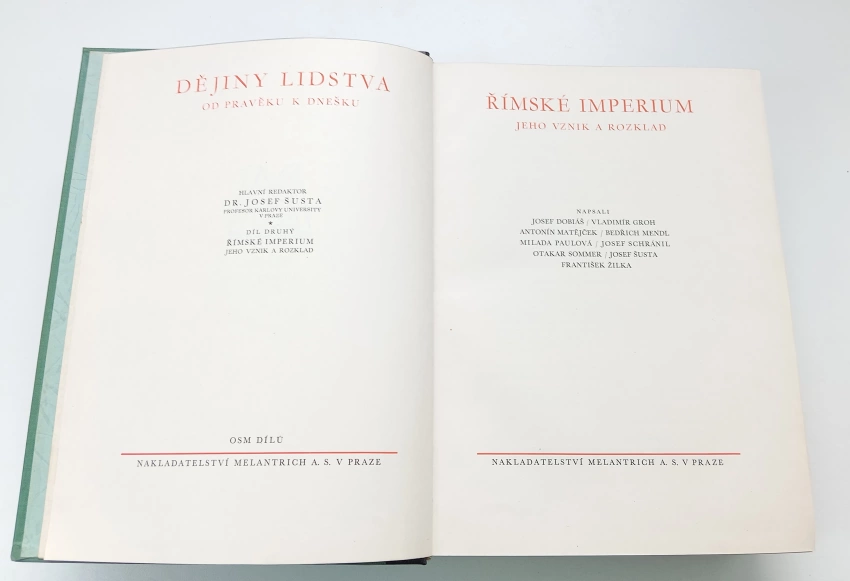 DĚJINY LIDSTVA
OD PRAVĚKU K DNEŠKU
HLAVNÍ REDAKTOR
DR. JOSEF ŠUSTA
PROFESOR KARLOVY UNIVERSITY
V PRAZE
★
DÍL DRUHÝ
ŘÍMSKÉ IMPERIUM
JEHO VZNIK A ROZKLAD
OSM DÍLŮ
NAKLADATELSTVÍ MELANTRICH A. S. V PRAZE
ŘÍMSKÉ IMPERIUM
JEHO VZNIK A ROZKLAD
NAPSALI
JOSEF DOBIÁŠ / VLADIMÍR GROH
ANTONÍN MATĚJČEK / BEDŘICH MENDL
MILADA PAULOVÁ / JOSEF SCHRÁNIL
OTAKAR SOMMER / JOSEF ŠUSTA
FRANTIŠEK ŽILKA
NAKLADATELSTVÍ MELANTRICH A. S. V PRAZE